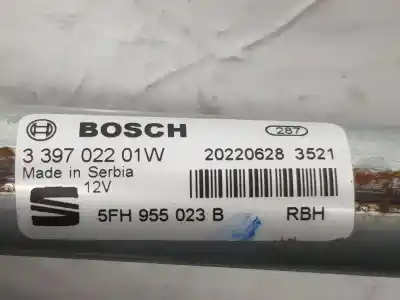 BOSCH
287
3 397 022 01W
20220628 3521
Made in Serbia
12V
5FH 955 023 B
RBH